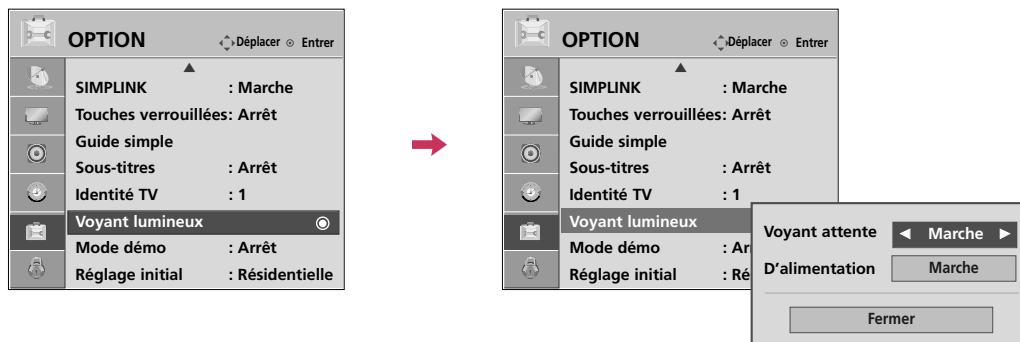 OPTION Déplacer Entrer
SIMPLINK : Marche
Touches verrouillées: Arrêt
Guide simple
Sous-titres : Arrêt
Identité TV : 1
Voyant lumineux
Mode démo : Arrêt
Réglage initial : Résidentielle
OPTION Déplacer Entrer
SIMPLINK : Marche
Touches verrouillées: Arrêt
Guide simple
Sous-titres : Arrêt
Identité TV : 1
Voyant lumineux
Mode démo : Ar
Réglage initial : Ré
Voyant attente ◄ Marche ►
D'alimentation Marche
Fermer